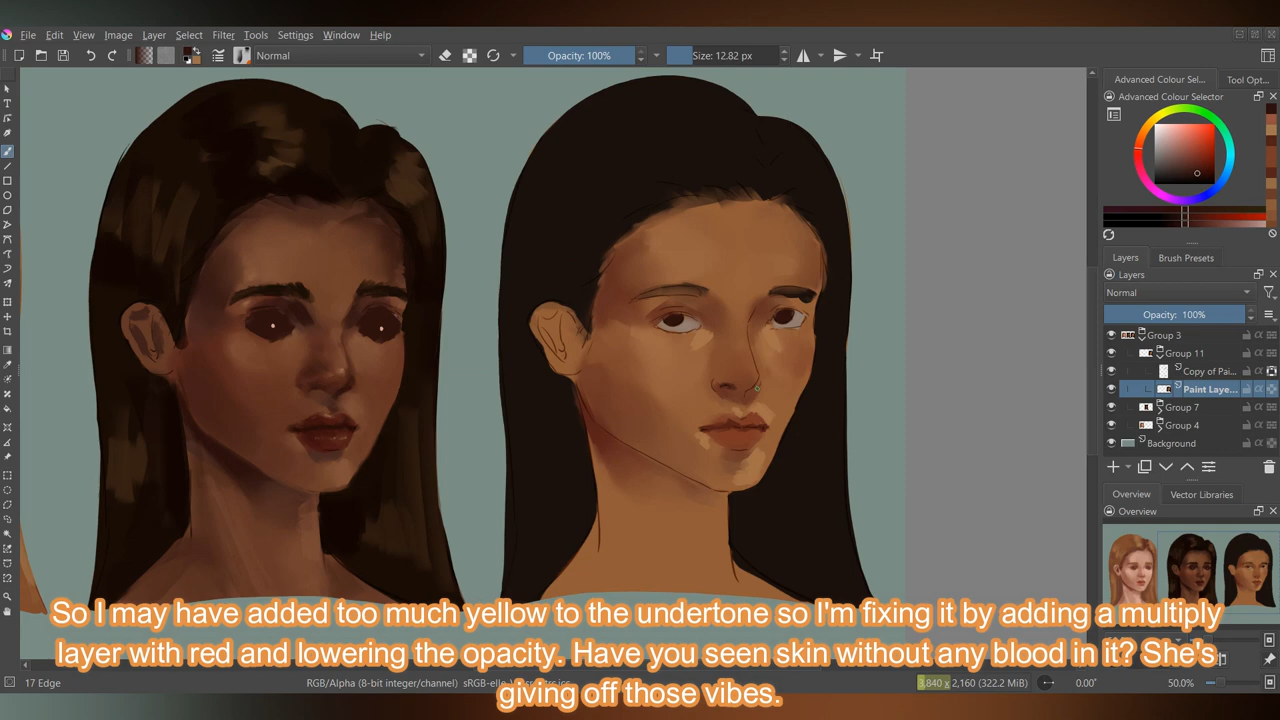 File Edit View Image Layer Select Filter Tools Settings Window Help
Normal Opacity: 100% Size: 12.82 px
Advanced Colour Sel... Tool Opt...
Advanced Colour Selector
Layers Brush Presets
Layers
Normal
Opacity: 100%
Group 3
Group 11
Copy of Pai...
Paint Laye...
Group 7
Group 4
Background
Overview Vector Libraries
Overview
So I may have added too much yellow to the undertone so I'm fixing it by adding a multiply
layer with red and lowering the opacity. Have you seen skin without any blood in it? She's
giving off those vibes.
17 Edge RGB/Alpha (8-bit integer/channel) 3,840 x 2,160 (322.2 MiB) 0.00° 50.0%